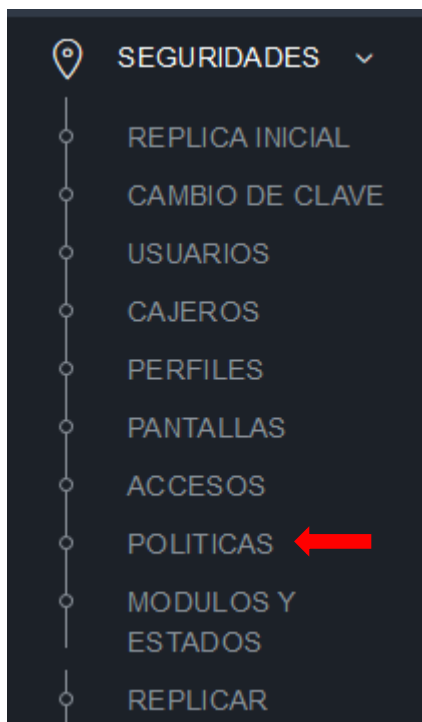 SEGURIDADES
REPLICA INICIAL
CAMBIO DE CLAVE
USUARIOS
CAJEROS
PERFILES
PANTALLAS
ACCESOS
POLITICAS
MODULOS Y
ESTADOS
REPLICAR